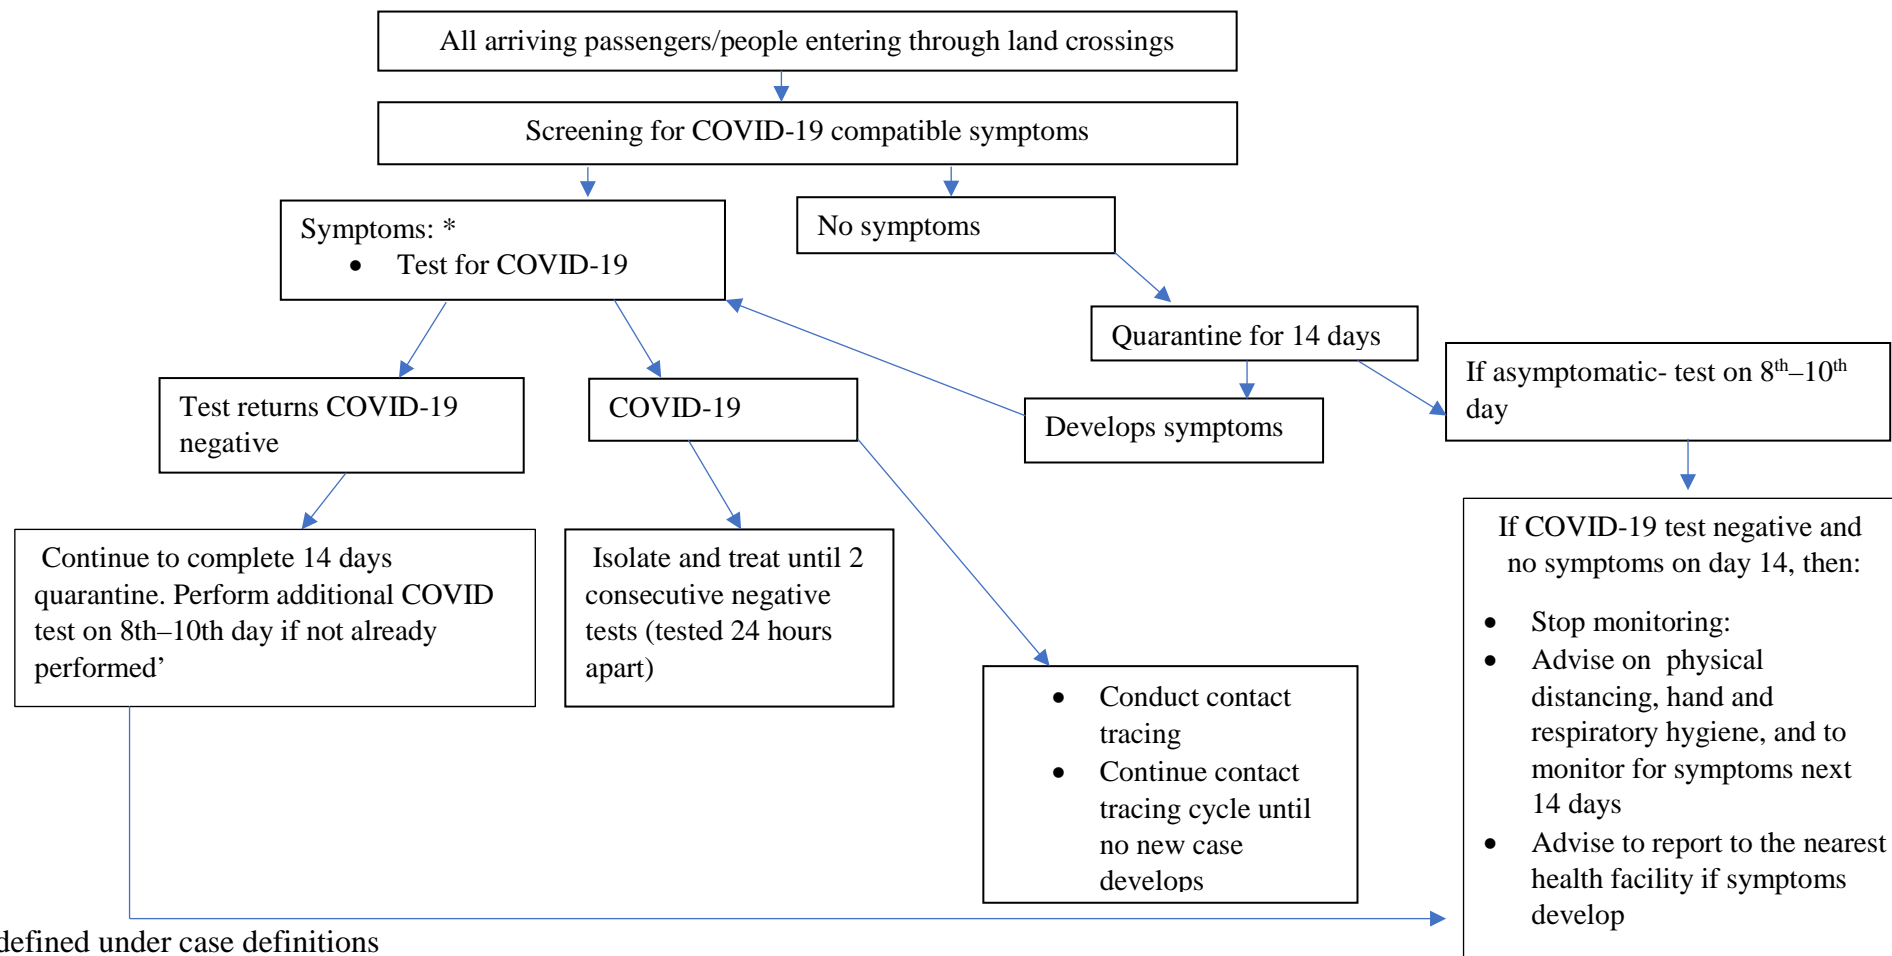 All arriving passengers/people entering through land crossings
Screening for COVID-19 compatible symptoms
Symptoms: *
• Test for COVID-19
No symptoms
Quarantine for 14 days
If asymptomatic- test on 8th–10th
day
Test returns COVID-19
negative
COVID-19
Develops symptoms
Continue to complete 14 days
quarantine. Perform additional COVID
test on 8th–10th day if not already
performed’
Isolate and treat until 2
consecutive negative
tests (tested 24 hours
apart)
• Conduct contact
tracing
• Continue contact
tracing cycle until
no new case
develops
If COVID-19 test negative and
no symptoms on day 14, then:
• Stop monitoring:
• Advise on physical
distancing, hand and
respiratory hygiene, and to
monitor for symptoms next
14 days
• Advise to report to the nearest
health facility if symptoms
develop
defined under case definitions